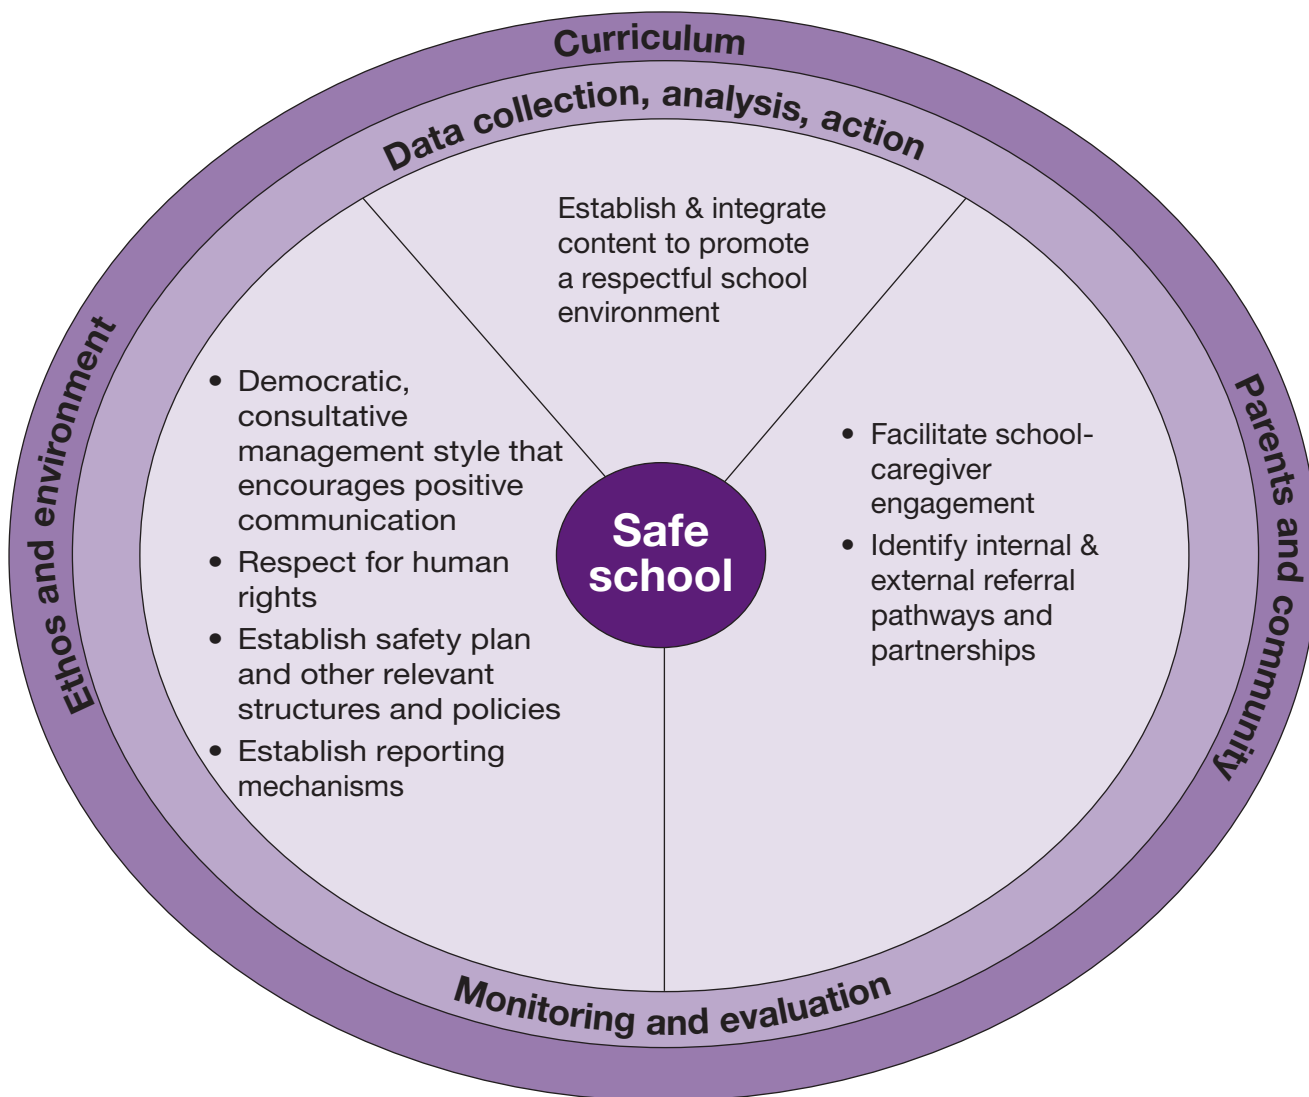 Curriculum
Data collection, analysis, action
Establish & integrate
content to promote
a respectful school
environment
Ethos and environment
• Democratic,
consultative
management style that
encourages positive
communication
• Respect for human
rights
• Establish safety plan
and other relevant
structures and policies
• Establish reporting
mechanisms
Safe
school
• Facilitate school-
caregiver
engagement
• Identify internal &
external referral
pathways and
partnerships
Parents and community
Monitoring and evaluation